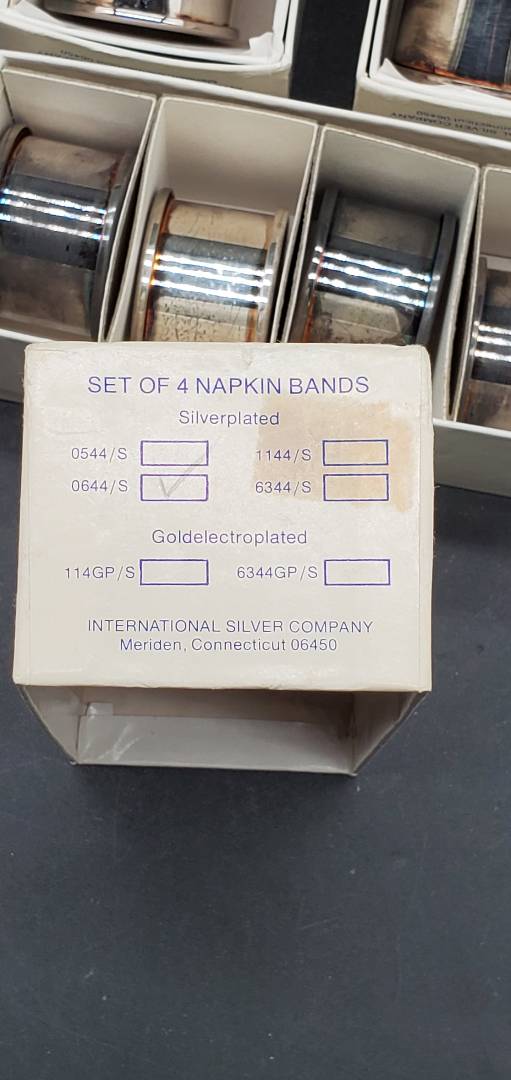 SET OF 4 NAPKIN BANDS
Silverplated
0544/S 1144/S
0644/S 6344/S
Goldelectroplated
114GP/S 6344GP/S
INTERNATIONAL SILVER COMPANY
Meriden, Connecticut 06450